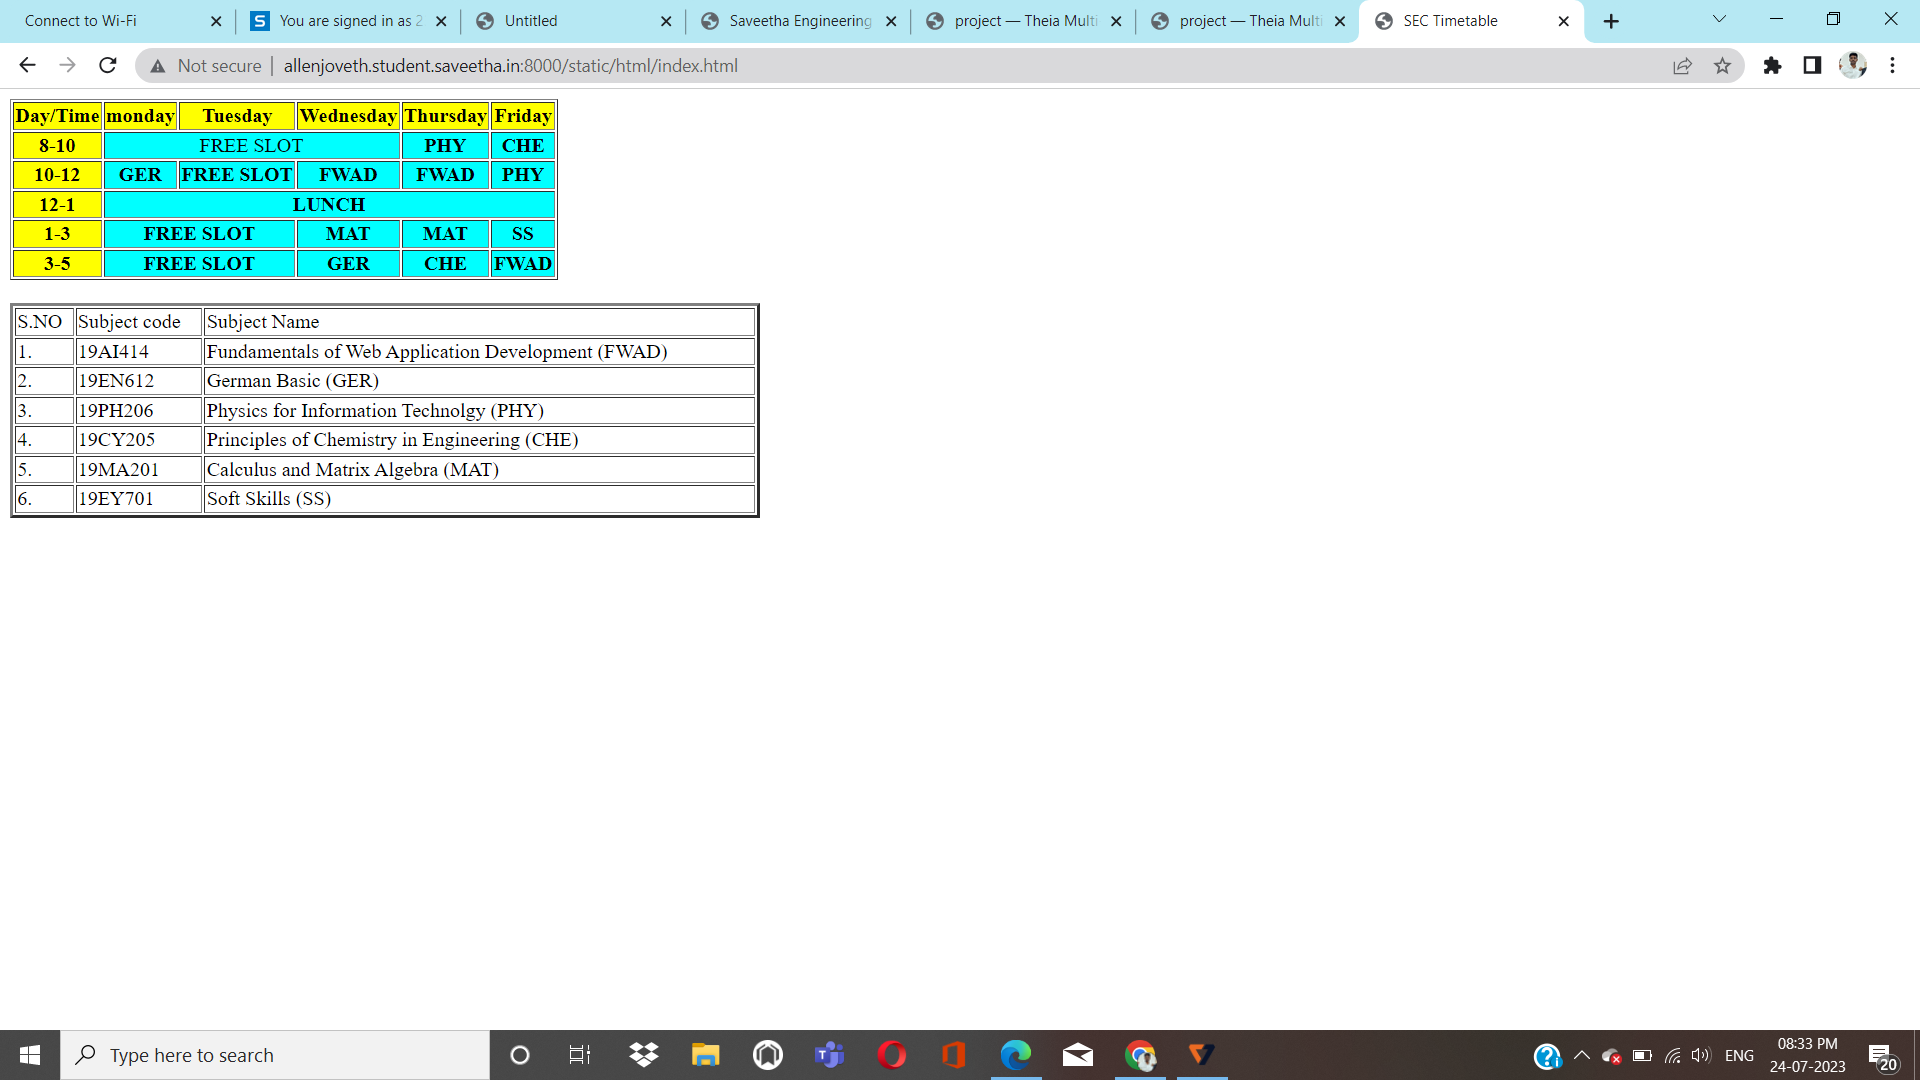 Connect to Wi-Fi
You are signed in as 2
Untitled
Saveetha Engineering
project — Theia Multi
project — Theia Multi
SEC Timetable
Not secure allenjoveth.student.saveetha.in:8000/static/html/index.html
Day/Time monday Tuesday Wednesday Thursday Friday
8-10 FREE SLOT PHY CHE
10-12 GER FREE SLOT FWAD FWAD PHY
12-1 LUNCH
1-3 FREE SLOT MAT MAT SS
3-5 FREE SLOT GER CHE FWAD
S.NO Subject code Subject Name
1. 19AI414 Fundamentals of Web Application Development (FWAD)
2. 19EN612 German Basic (GER)
3. 19PH206 Physics for Information Technolgy (PHY)
4. 19CY205 Principles of Chemistry in Engineering (CHE)
5. 19MA201 Calculus and Matrix Algebra (MAT)
6. 19EY701 Soft Skills (SS)
Type here to search
ENG
08:33 PM
24-07-2023
20